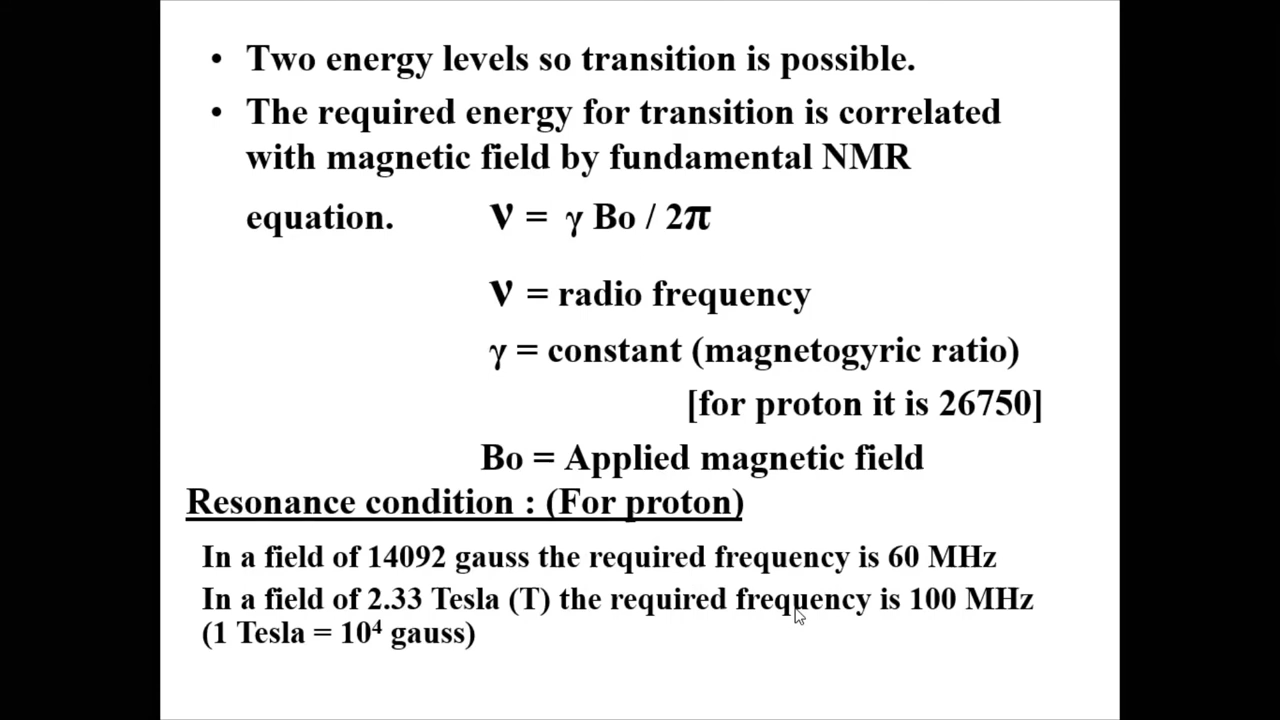 • Two energy levels so transition is possible.
• The required energy for transition is correlated
with magnetic field by fundamental NMR
equation. ν = γ Bo / 2π
ν = radio frequency
γ = constant (magnetogyric ratio)
[for proton it is 26750]
Bo = Applied magnetic field
Resonance condition : (For proton)
In a field of 14092 gauss the required frequency is 60 MHz
In a field of 2.33 Tesla (T) the required frequency is 100 MHz
(1 Tesla = 10⁴ gauss)